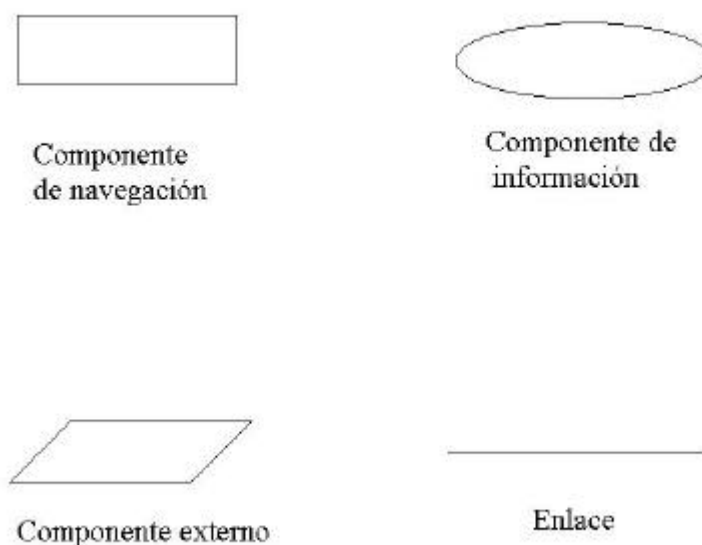 Componente
de navegación
Componente de
información
Componente externo
Enlace